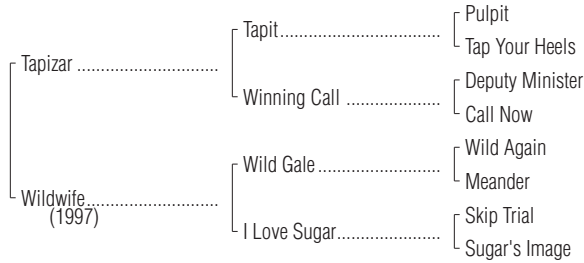 Pulpit
Tapit..............................
Tap Your Heels
Tapizar ..........................
Deputy Minister
Winning Call ..................
Call Now
Wild Again
Wild Gale .......................
Meander
Wildwife.........................
(1997)
Skip Trial
I Love Sugar...................
Sugar's Image